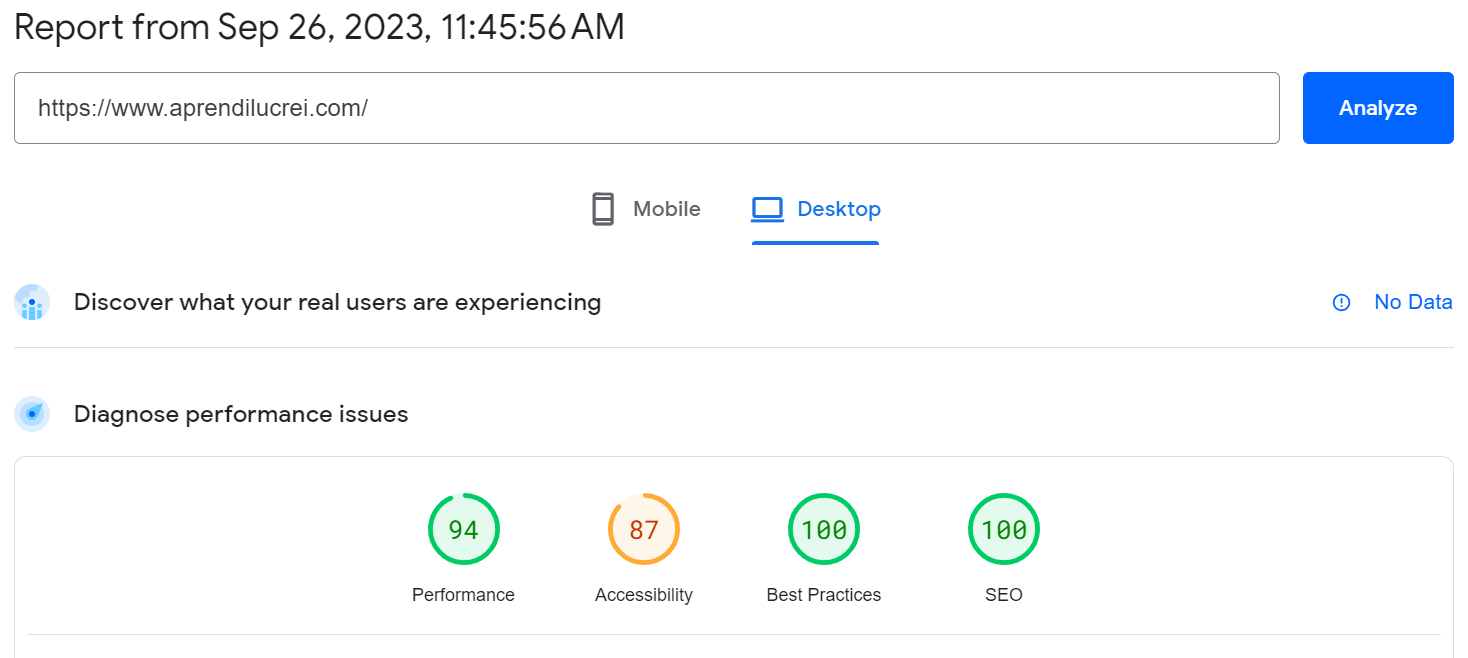 Report from Sep 26, 2023, 11:45:56 AM
https://www.aprendilucrei.com/
Analyze
Mobile
Desktop
Discover what your real users are experiencing
No Data
Diagnose performance issues
94
87
100
100
Performance
Accessibility
Best Practices
SEO